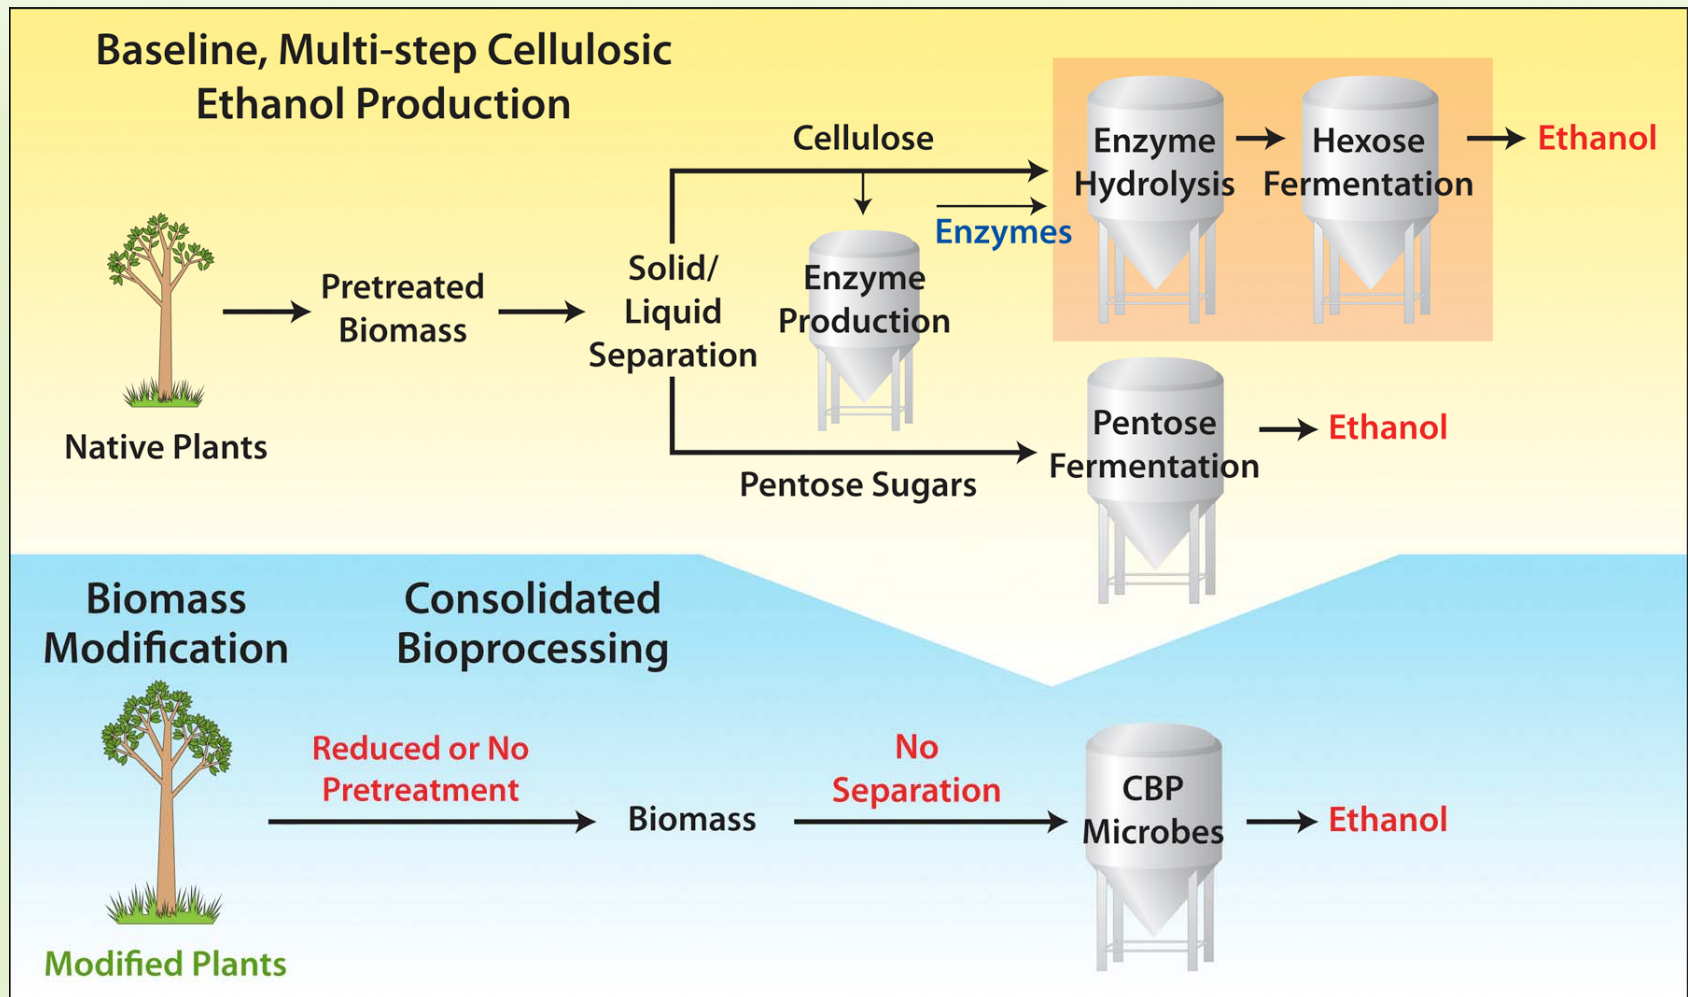 Baseline, Multi-step Cellulosic
Ethanol Production
Cellulose
Enzyme
Hydrolysis
Hexose
Fermentation
Ethanol
Enzymes
Native Plants
Pretreated
Biomass
Solid/
Liquid
Separation
Enzyme
Production
Pentose Sugars
Pentose
Fermentation
Ethanol
Biomass
Modification
Consolidated
Bioprocessing
Modified Plants
Reduced or No
Pretreatment
Biomass
No
Separation
CBP
Microbes
Ethanol